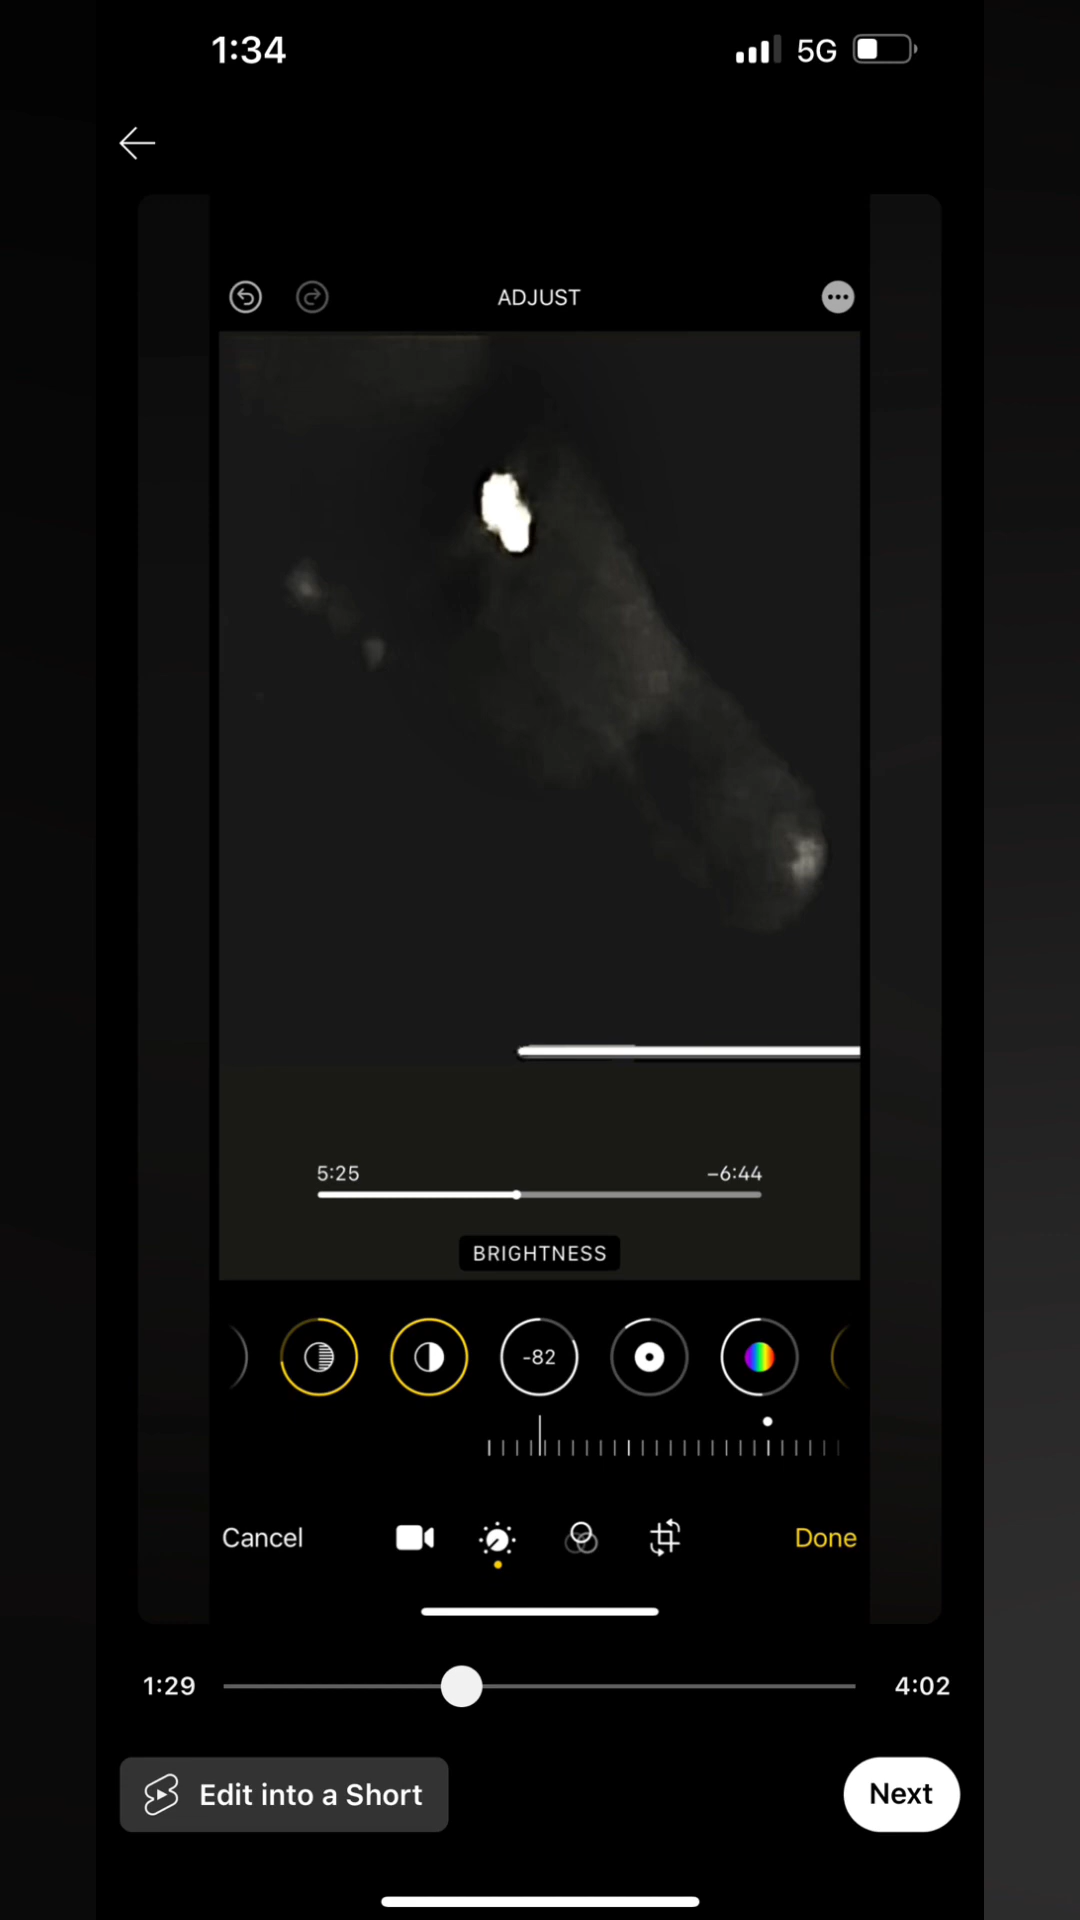 1:34
5G
ADJUST
5:25
−6:44
BRIGHTNESS
-82
Cancel
Done
1:29
4:02
Edit into a Short
Next